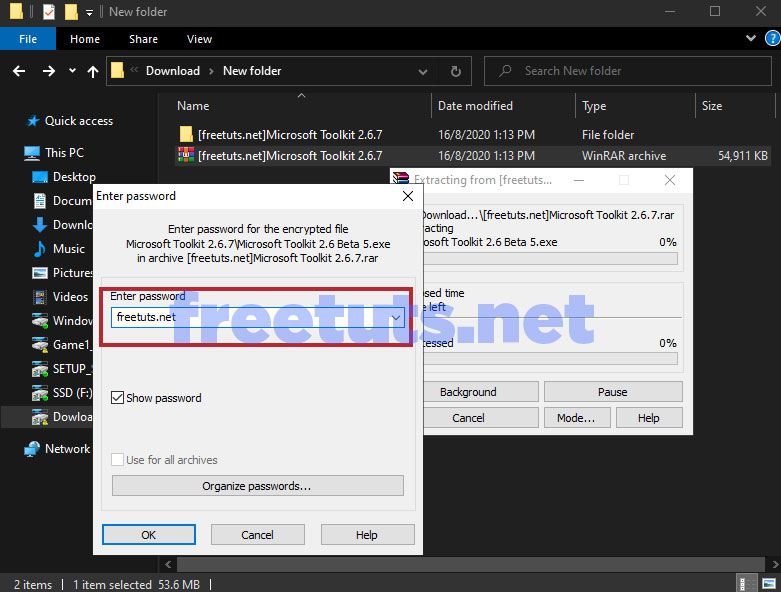 New folder
File Home Share View
Download New folder
Search New folder
Name Date modified Type Size
Quick access
This PC
Desktop
Docum
Downlo
Music
Pictures
Videos
Window
Game1_
SETUP_S
SSD (F:)
Dowloa
Network
[freetuts.net]Microsoft Toolkit 2.6.7 16/8/2020 1:13 PM File folder
[freetuts.net]Microsoft Toolkit 2.6.7 16/8/2020 1:13 PM WinRAR archive 54,911 KB
Extracting from [freetuts...
Download...\[freetuts.net]Microsoft Toolkit 2.6.7.rar
acting
osoft Toolkit 2.6 Beta 5.exe 0%
osed time
e left
cessed 0%
Background Pause
Cancel Mode... Help
Enter password
Enter password for the encrypted file
Microsoft Toolkit 2.6.7\Microsoft Toolkit 2.6 Beta 5.exe
in archive [freetuts.net]Microsoft Toolkit 2.6.7.rar
Enter password
freetuts.net
freetuts.net
Show password
Use for all archives
Organize passwords...
OK Cancel Help
2 items 1 item selected 53.6 MB